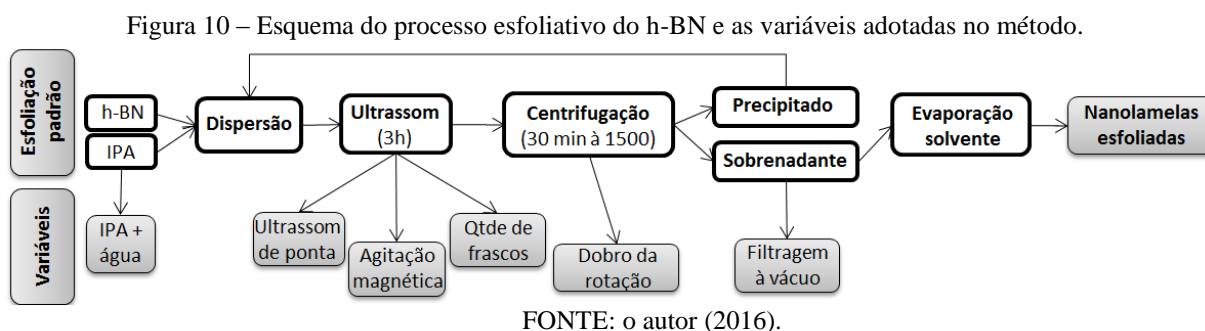 Figura 10 – Esquema do processo esfoliativo do h-BN e as variáveis adotadas no método.
Esfoliação
padrão
h-BN
IPA
Dispersão
Ultrassom
(3h)
Centrifugação
(30 min à 1500)
Precipitado
Sobrenadante
Evaporação
solvente
Nanolamelas
esfoliadas
Variáveis
IPA +
água
Ultrassom
de ponta
Agitação
magnética
Qtde de
frascos
Dobro da
rotação
Filtragem
à vácuo
FONTE: o autor (2016).